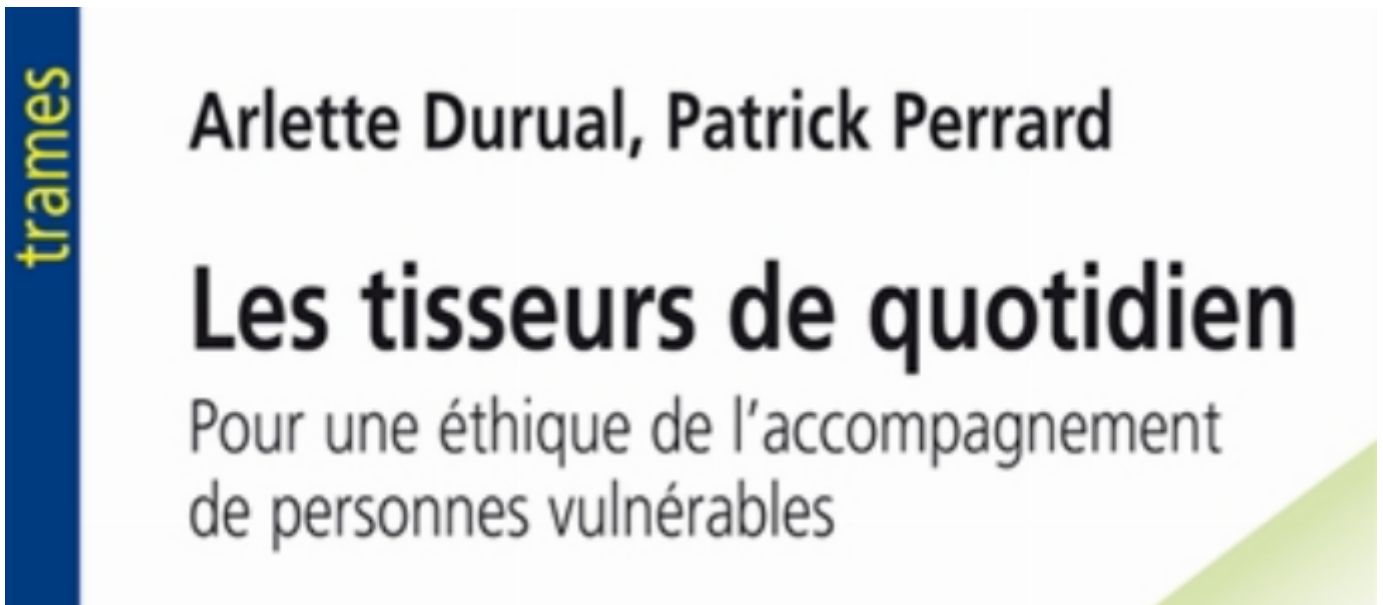 trames
Arlette Durual, Patrick Perrard
Les tisseurs de quotidien
Pour une éthique de l'accompagnement
de personnes vulnérables